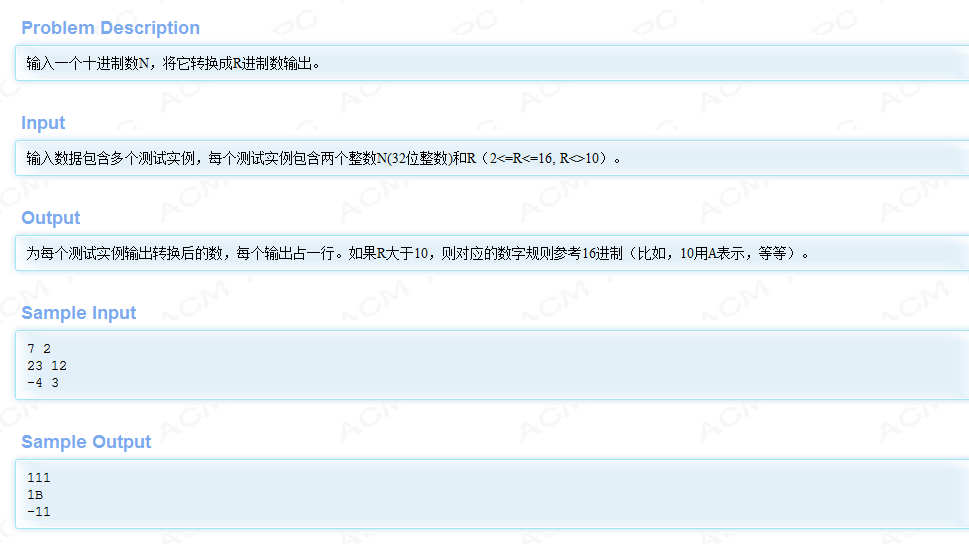 Problem Description
输入一个十进制数N，将它转换成R进制数输出。
Input
输入数据包含多个测试实例，每个测试实例包含两个整数N(32位整数)和R（2<=R<=16, R<>10）。
Output
为每个测试实例输出转换后的数，每个输出占一行。如果R大于10，则对应的数字规则参考16进制（比如，10用A表示，等等）。
Sample Input
7 2
23 12
-4 3
Sample Output
111
1B
-11